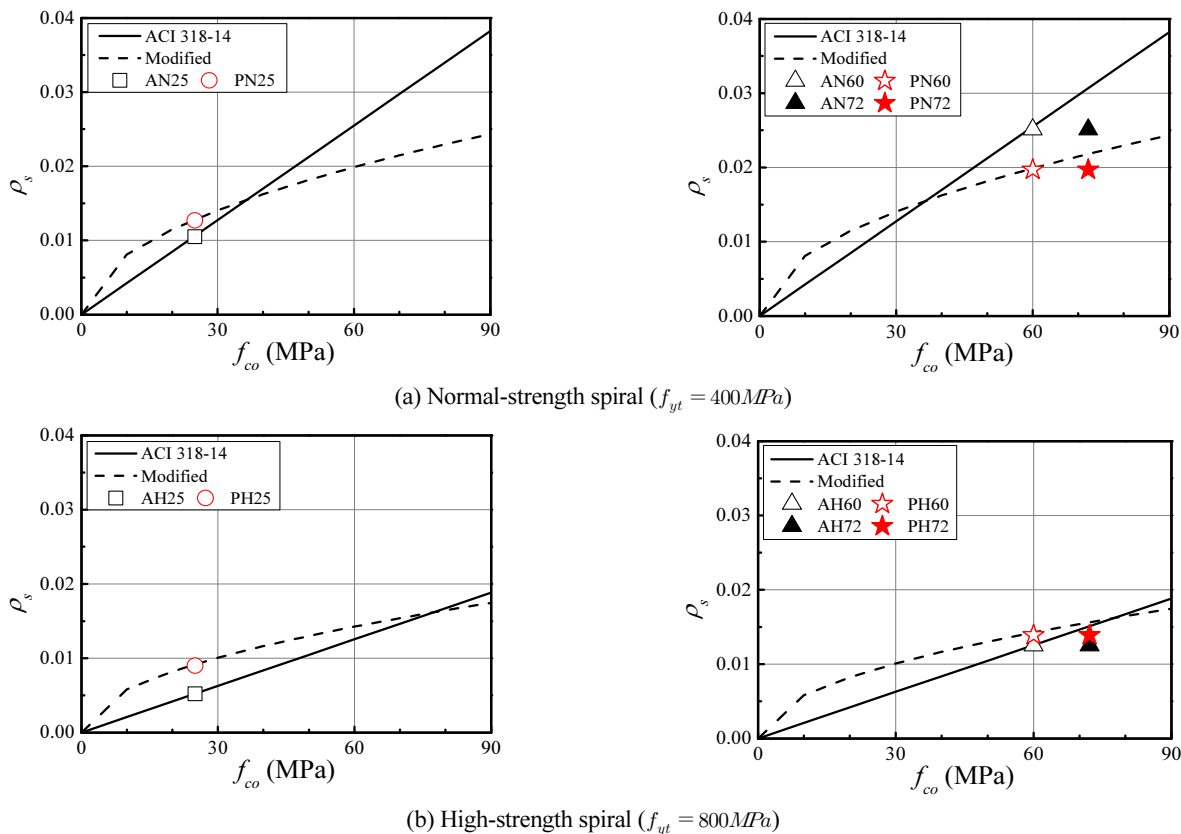 0.04
0.03
0.02
0.01
0.00
ρs
ACI 318-14
Modified
AN25 PN25
0 30 60 90
fco (MPa)
0.04
0.03
0.02
0.01
0.00
ρs
ACI 318-14
Modified
AN60 PN60
AN72 PN72
0 30 60 90
fco (MPa)
(a) Normal-strength spiral (fyt = 400MPa)
0.04
0.03
0.02
0.01
0.00
ρs
ACI 318-14
Modified
AH25 PH25
0 30 60 90
fco (MPa)
0.04
0.03
0.02
0.01
0.00
ρs
ACI 318-14
Modified
AH60 PH60
AH72 PH72
0 30 60 90
fco (MPa)
(b) High-strength spiral (fyt = 800MPa)